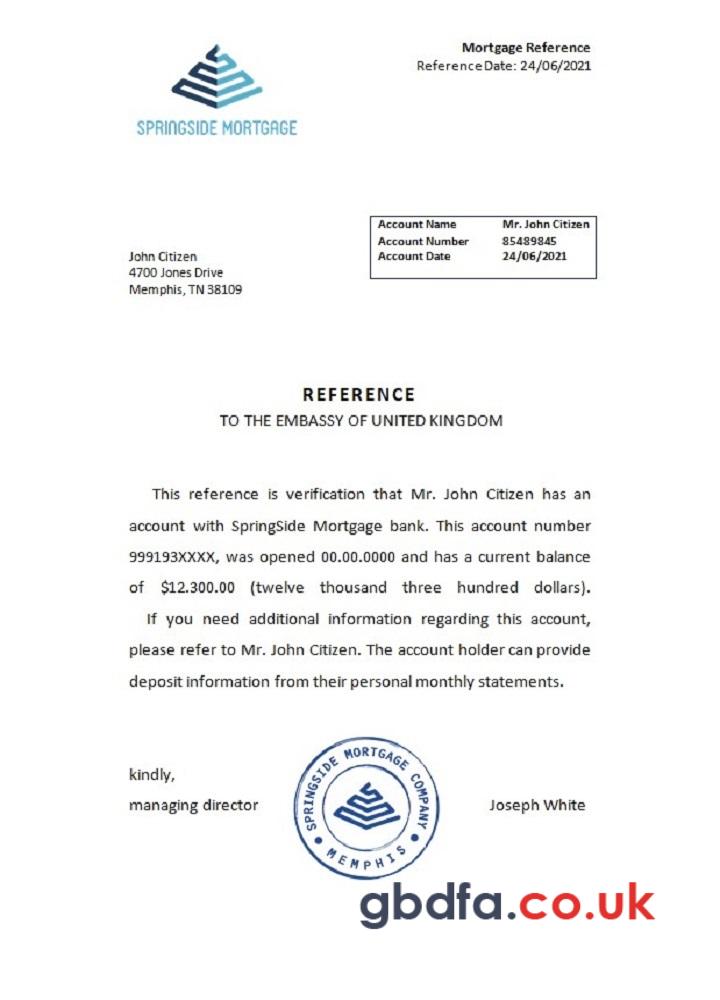 Mortgage Reference
Reference Date: 24/06/2021
SPRINGSIDE MORTGAGE
Account Name Mr. John Citizen
Account Number 85489845
Account Date 24/06/2021
John Citizen
4700 Jones Drive
Memphis, TN 38109
REFERENCE
TO THE EMBASSY OF UNITED KINGDOM
This reference is verification that Mr. John Citizen has an
account with SpringSide Mortgage bank. This account number
999193XXXX, was opened 00.00.0000 and has a current balance
of $12.300.00 (twelve thousand three hundred dollars).
If you need additional information regarding this account,
please refer to Mr. John Citizen. The account holder can provide
deposit information from their personal monthly statements.
kindly,
managing director
SPRINGSIDE MORTGAGE COMPANY
MEMPHIS
Joseph White
gbdfa.co.uk